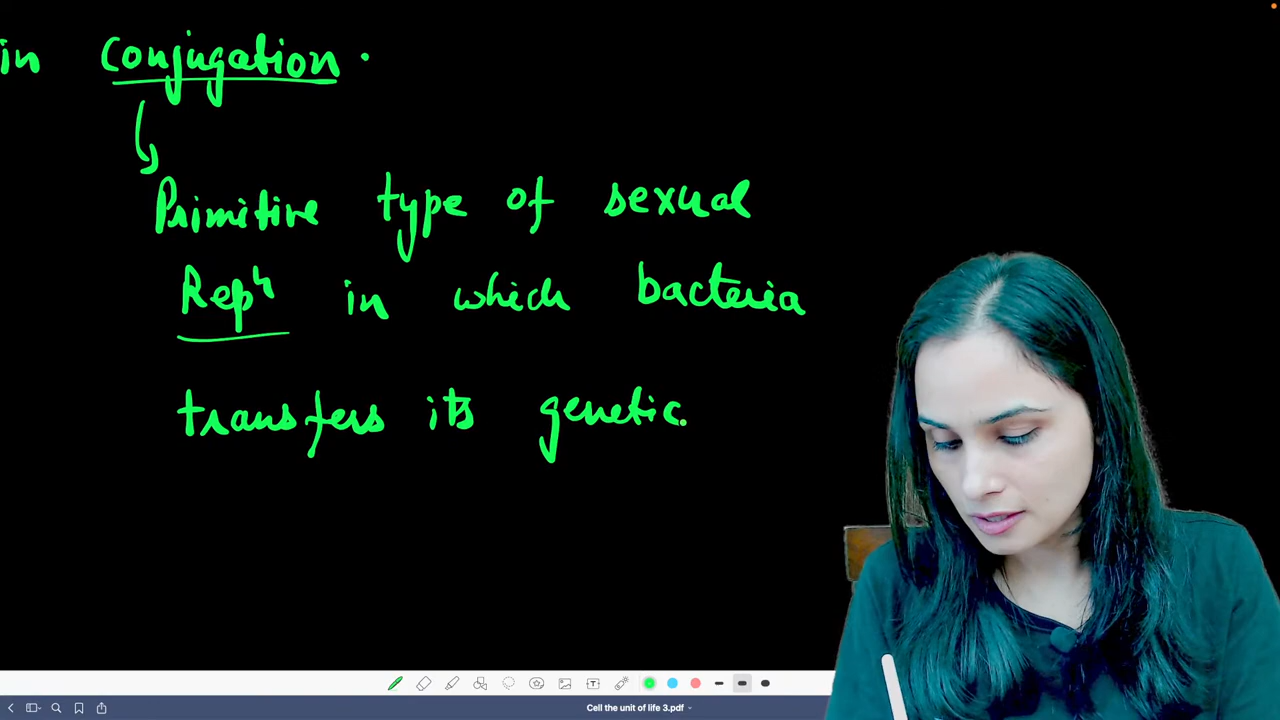 in conjugation.
Primitive type of sexual
Repⁿ in which bacteria
transfers its genetic
Cell the unit of life 3.pdf